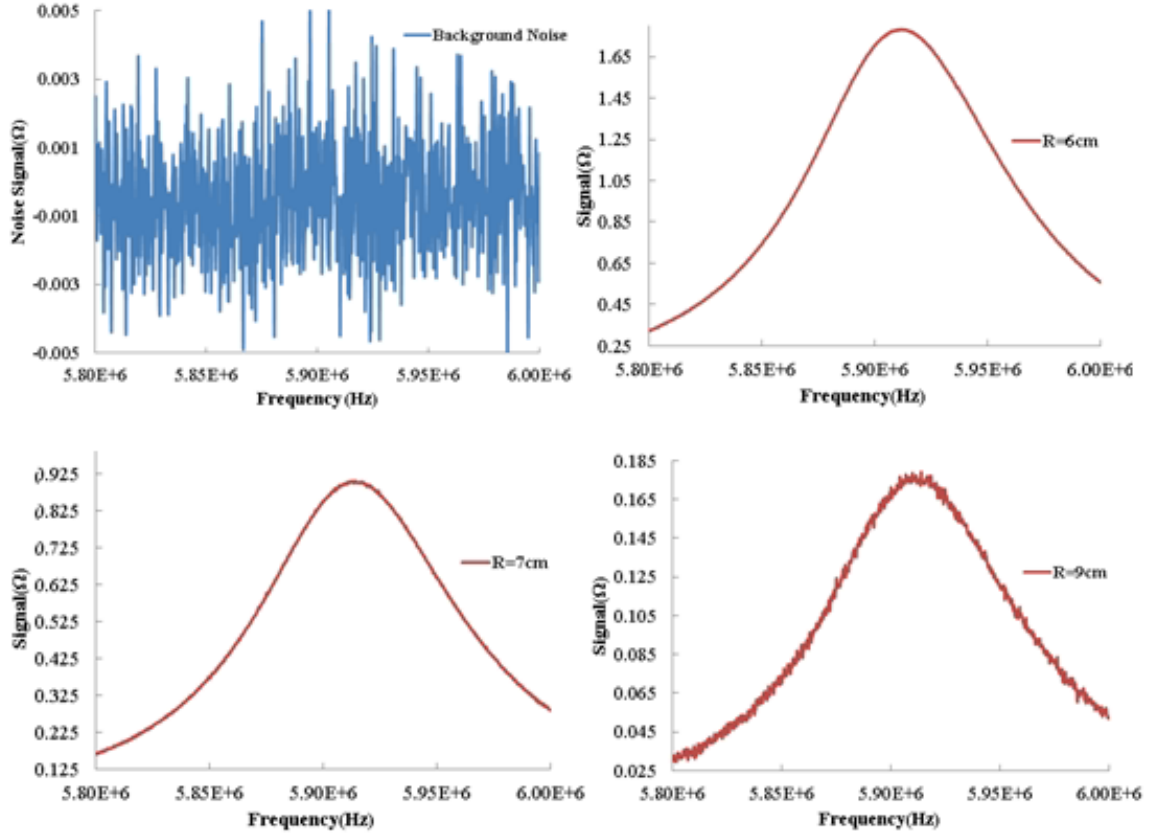 0.005
0.003
0.001
-0.001
-0.003
-0.005
Noise Signal(Ω)
Background Noise
5.80E+6 5.85E+6 5.90E+6 5.95E+6 6.00E+6
Frequency (Hz)
1.65
1.45
1.25
1.05
0.85
0.65
0.45
0.25
Signal(Ω)
R=6cm
5.80E+6 5.85E+6 5.90E+6 5.95E+6 6.00E+6
Frequency(Hz)
0.925
0.825
0.725
0.625
0.525
0.425
0.325
0.225
0.125
Signal(Ω)
R=7cm
5.80E+6 5.85E+6 5.90E+6 5.95E+6 6.00E+6
Frequency(Hz)
0.185
0.165
0.145
0.125
0.105
0.085
0.065
0.045
0.025
Signal(Ω)
R=9cm
5.80E+6 5.85E+6 5.90E+6 5.95E+6 6.00E+6
Frequency(Hz)